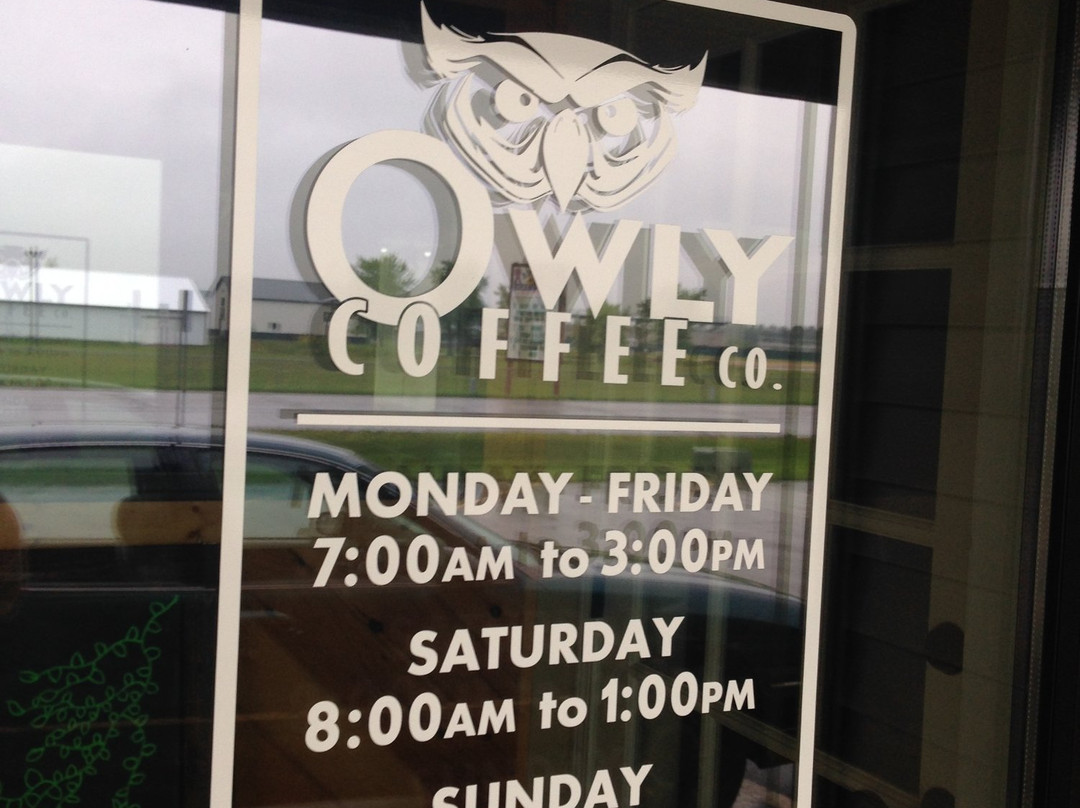 OWLY
COFFEE CO.
MONDAY - FRIDAY
7:00AM to 3:00PM
SATURDAY
8:00AM to 1:00PM
SUNDAY